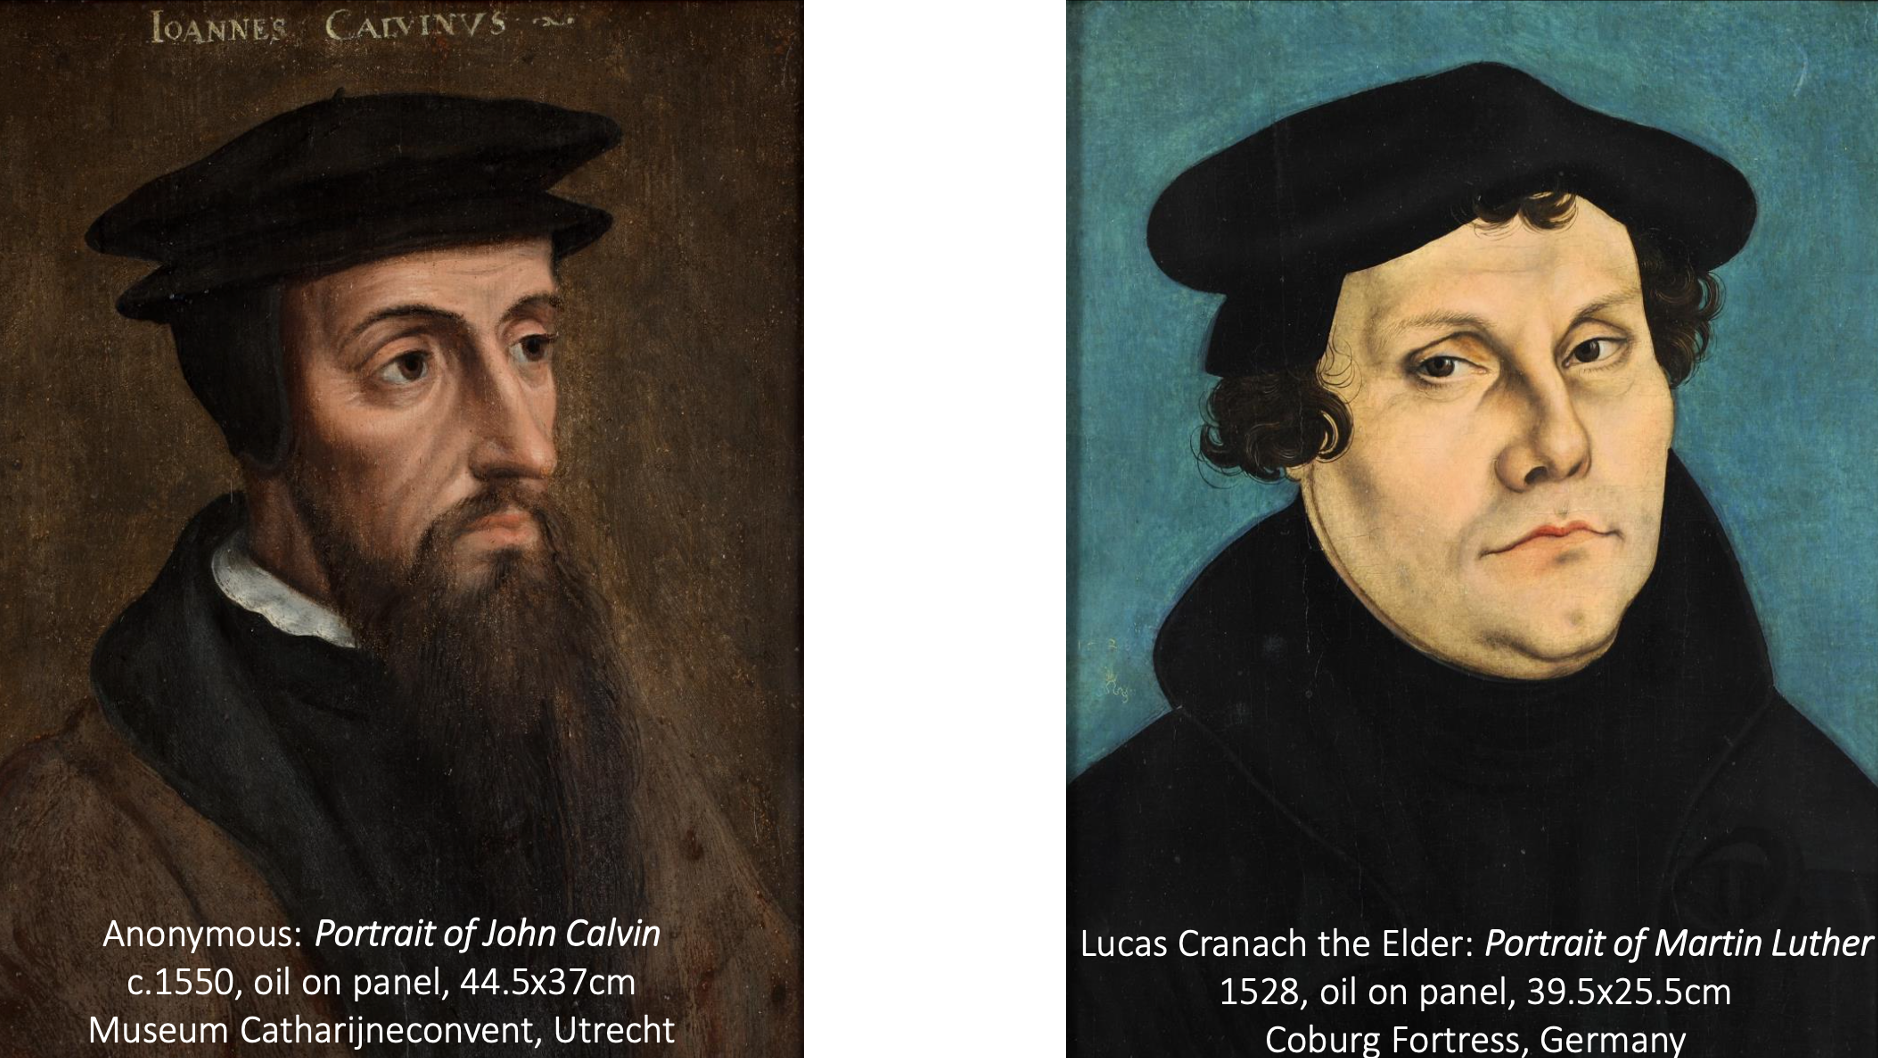 IOANNES CALVINVS
Anonymous: Portrait of John Calvin
c.1550, oil on panel, 44.5x37cm
Museum Catharijneconvent, Utrecht
Lucas Cranach the Elder: Portrait of Martin Luther
1528, oil on panel, 39.5x25.5cm
Coburg Fortress, Germany